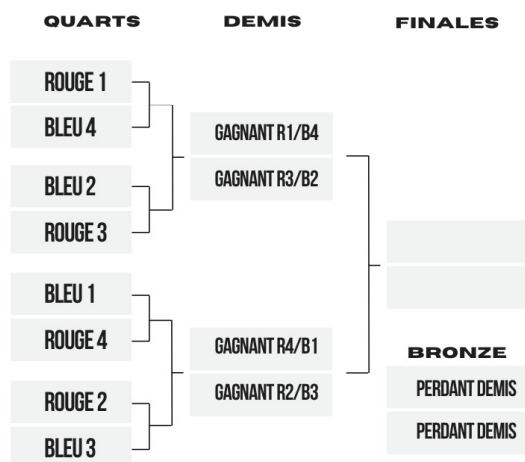 QUARTS
DEMIS
FINALES
ROUGE 1
BLEU 4
BLEU 2
ROUGE 3
BLEU 1
ROUGE 4
ROUGE 2
BLEU 3
GAGNANT R1/B4
GAGNANT R3/B2
GAGNANT R4/B1
GAGNANT R2/B3
BRONZE
PERDANT DEMIS
PERDANT DEMIS